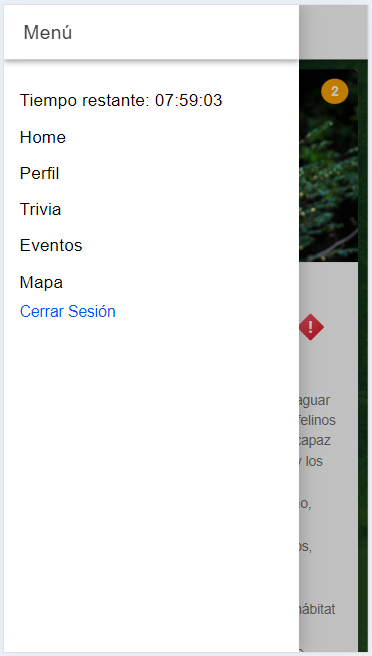 Menú
Tiempo restante: 07:59:03
Home
Perfil
Trivia
Eventos
Mapa
Cerrar Sesión
2
!
aguar
felinos
capaz
y los
os,
hábitat